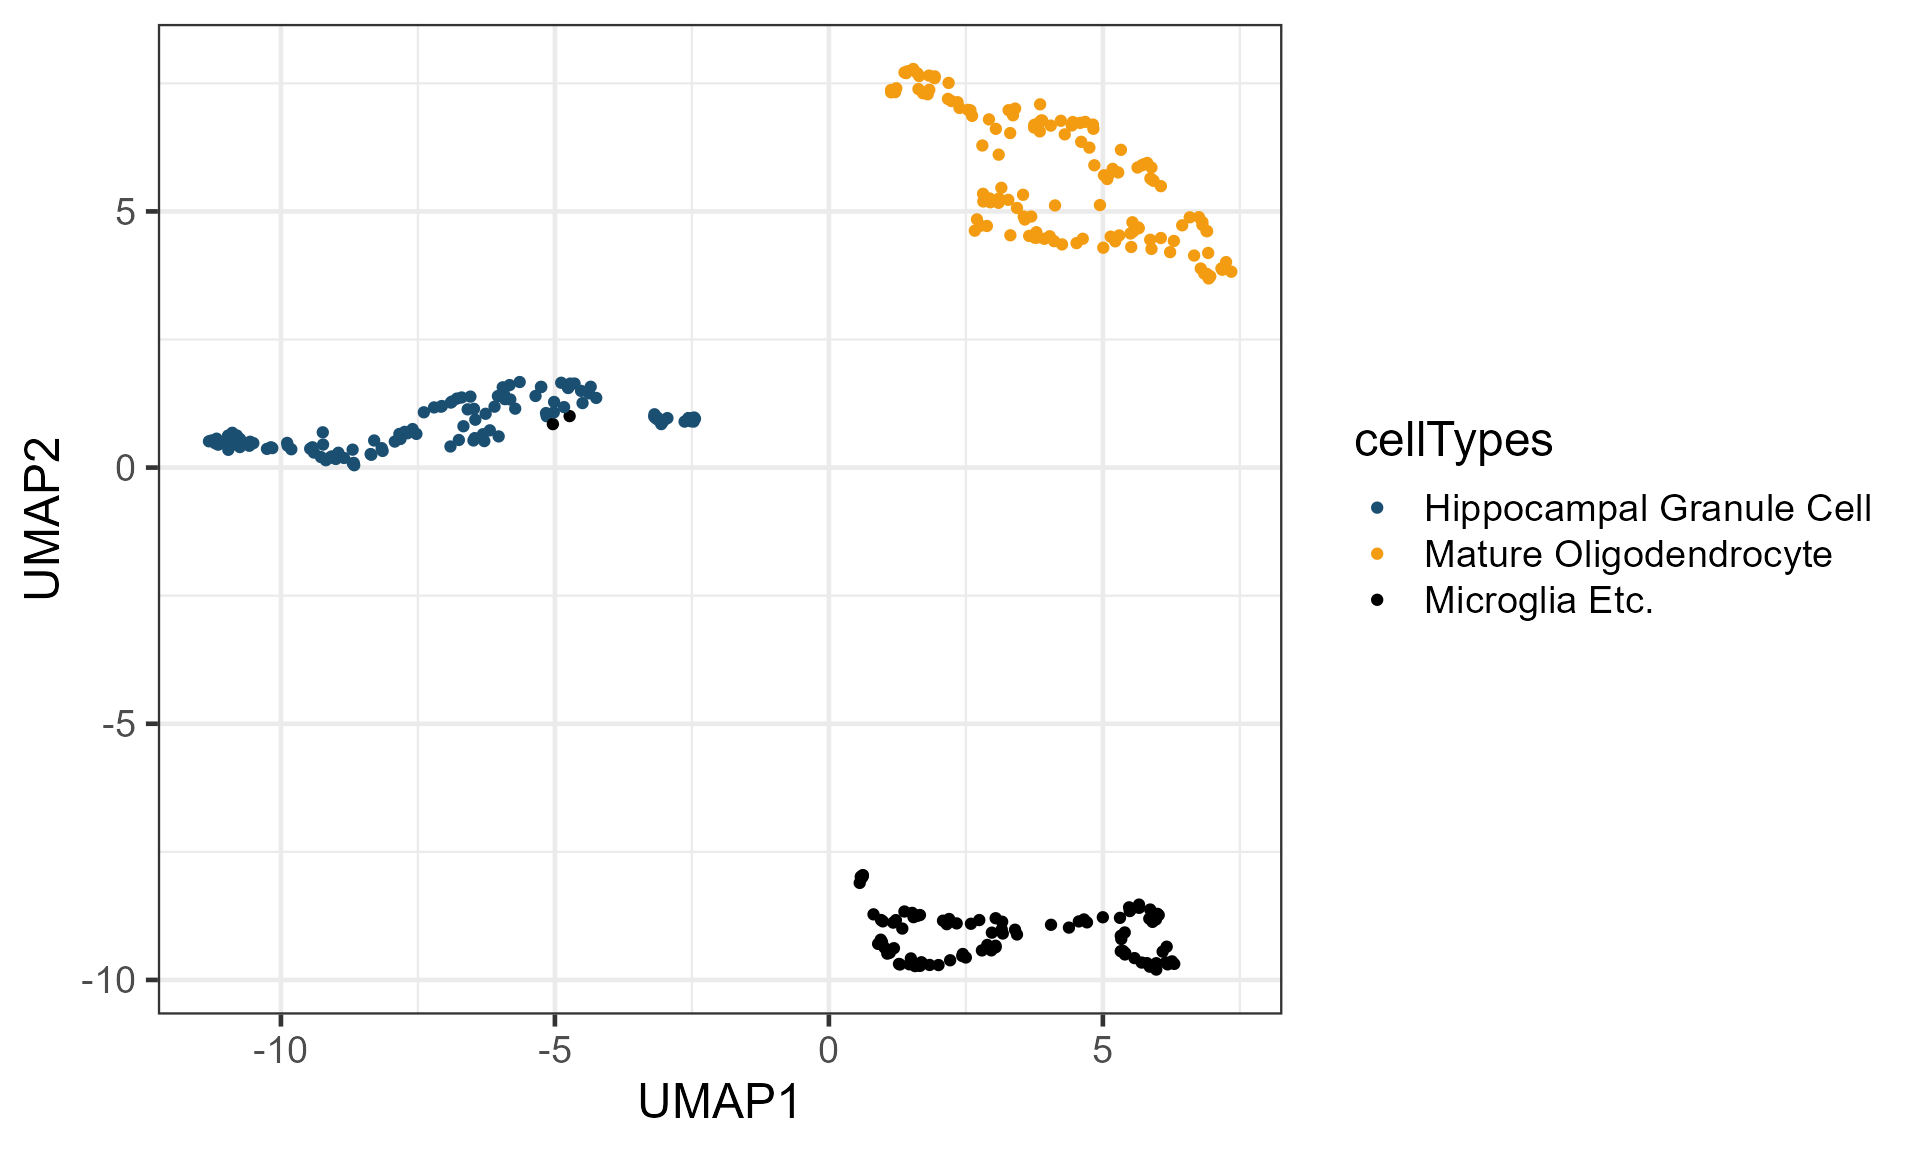 5
0
-5
-10
UMAP2
-10 -5 0 5
UMAP1
cellTypes
Hippocampal Granule Cell
Mature Oligodendrocyte
Microglia Etc.